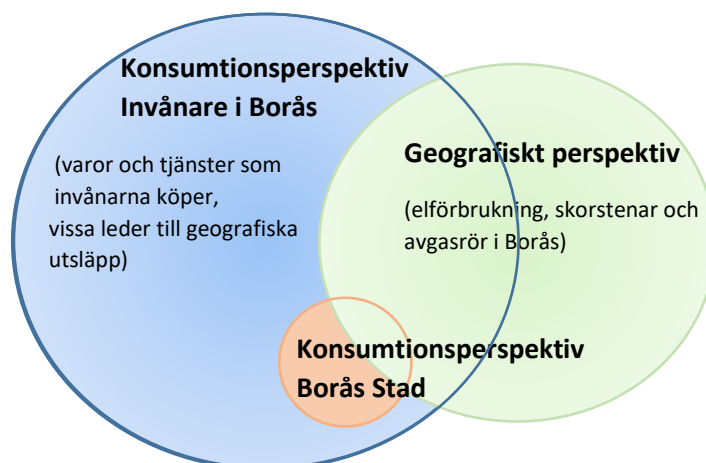 Konsumtionsperspektiv
Invånare i Borås
(varor och tjänster som
invånarna köper,
vissa leder till geografiska
utsläpp)
Geografiskt perspektiv
(elförbrukning, skorstenar och
avgasrör i Borås)
Konsumtionsperspektiv
Borås Stad